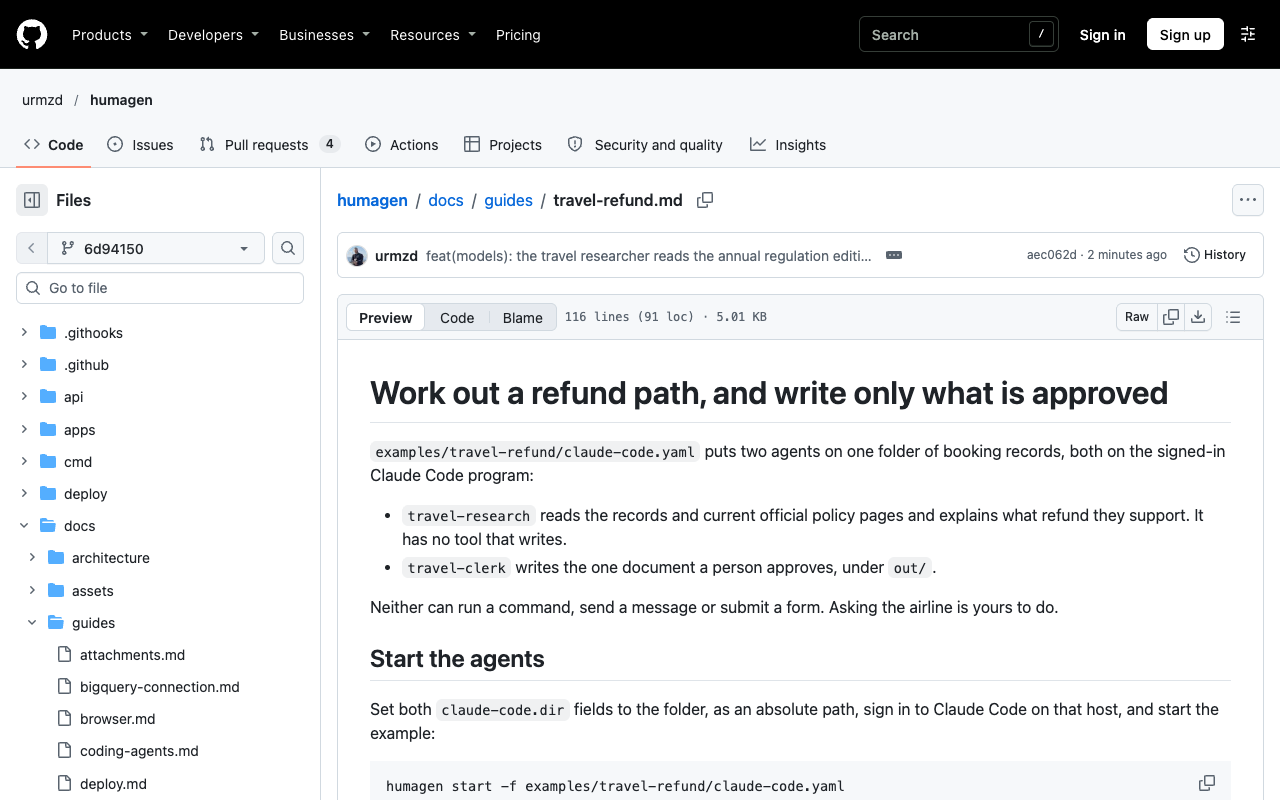 Products
Developers
Businesses
Resources
Pricing
Search
/
Sign in
Sign up
urmzd / humagen
Code
Issues
Pull requests 4
Actions
Projects
Security and quality
Insights
Files
6d94150
Go to file
.githooks
.github
api
apps
cmd
deploy
docs
architecture
assets
guides
attachments.md
bigquery-connection.md
browser.md
coding-agents.md
deploy.md
humagen / docs / guides / travel-refund.md
urmzd feat(models): the travel researcher reads the annual regulation editi…
aec062d · 2 minutes ago
History
Preview
Code
Blame
116 lines (91 loc) · 5.01 KB
Raw
Work out a refund path, and write only what is approved
examples/travel-refund/claude-code.yaml puts two agents on one folder of booking records, both on the signed-in
Claude Code program:
• travel-research reads the records and current official policy pages and explains what refund they support. It
has no tool that writes.
• travel-clerk writes the one document a person approves, under out/ .
Neither can run a command, send a message or submit a form. Asking the airline is yours to do.
Start the agents
Set both claude-code.dir fields to the folder, as an absolute path, sign in to Claude Code on that host, and start the
example:
humagen start -f examples/travel-refund/claude-code.yaml